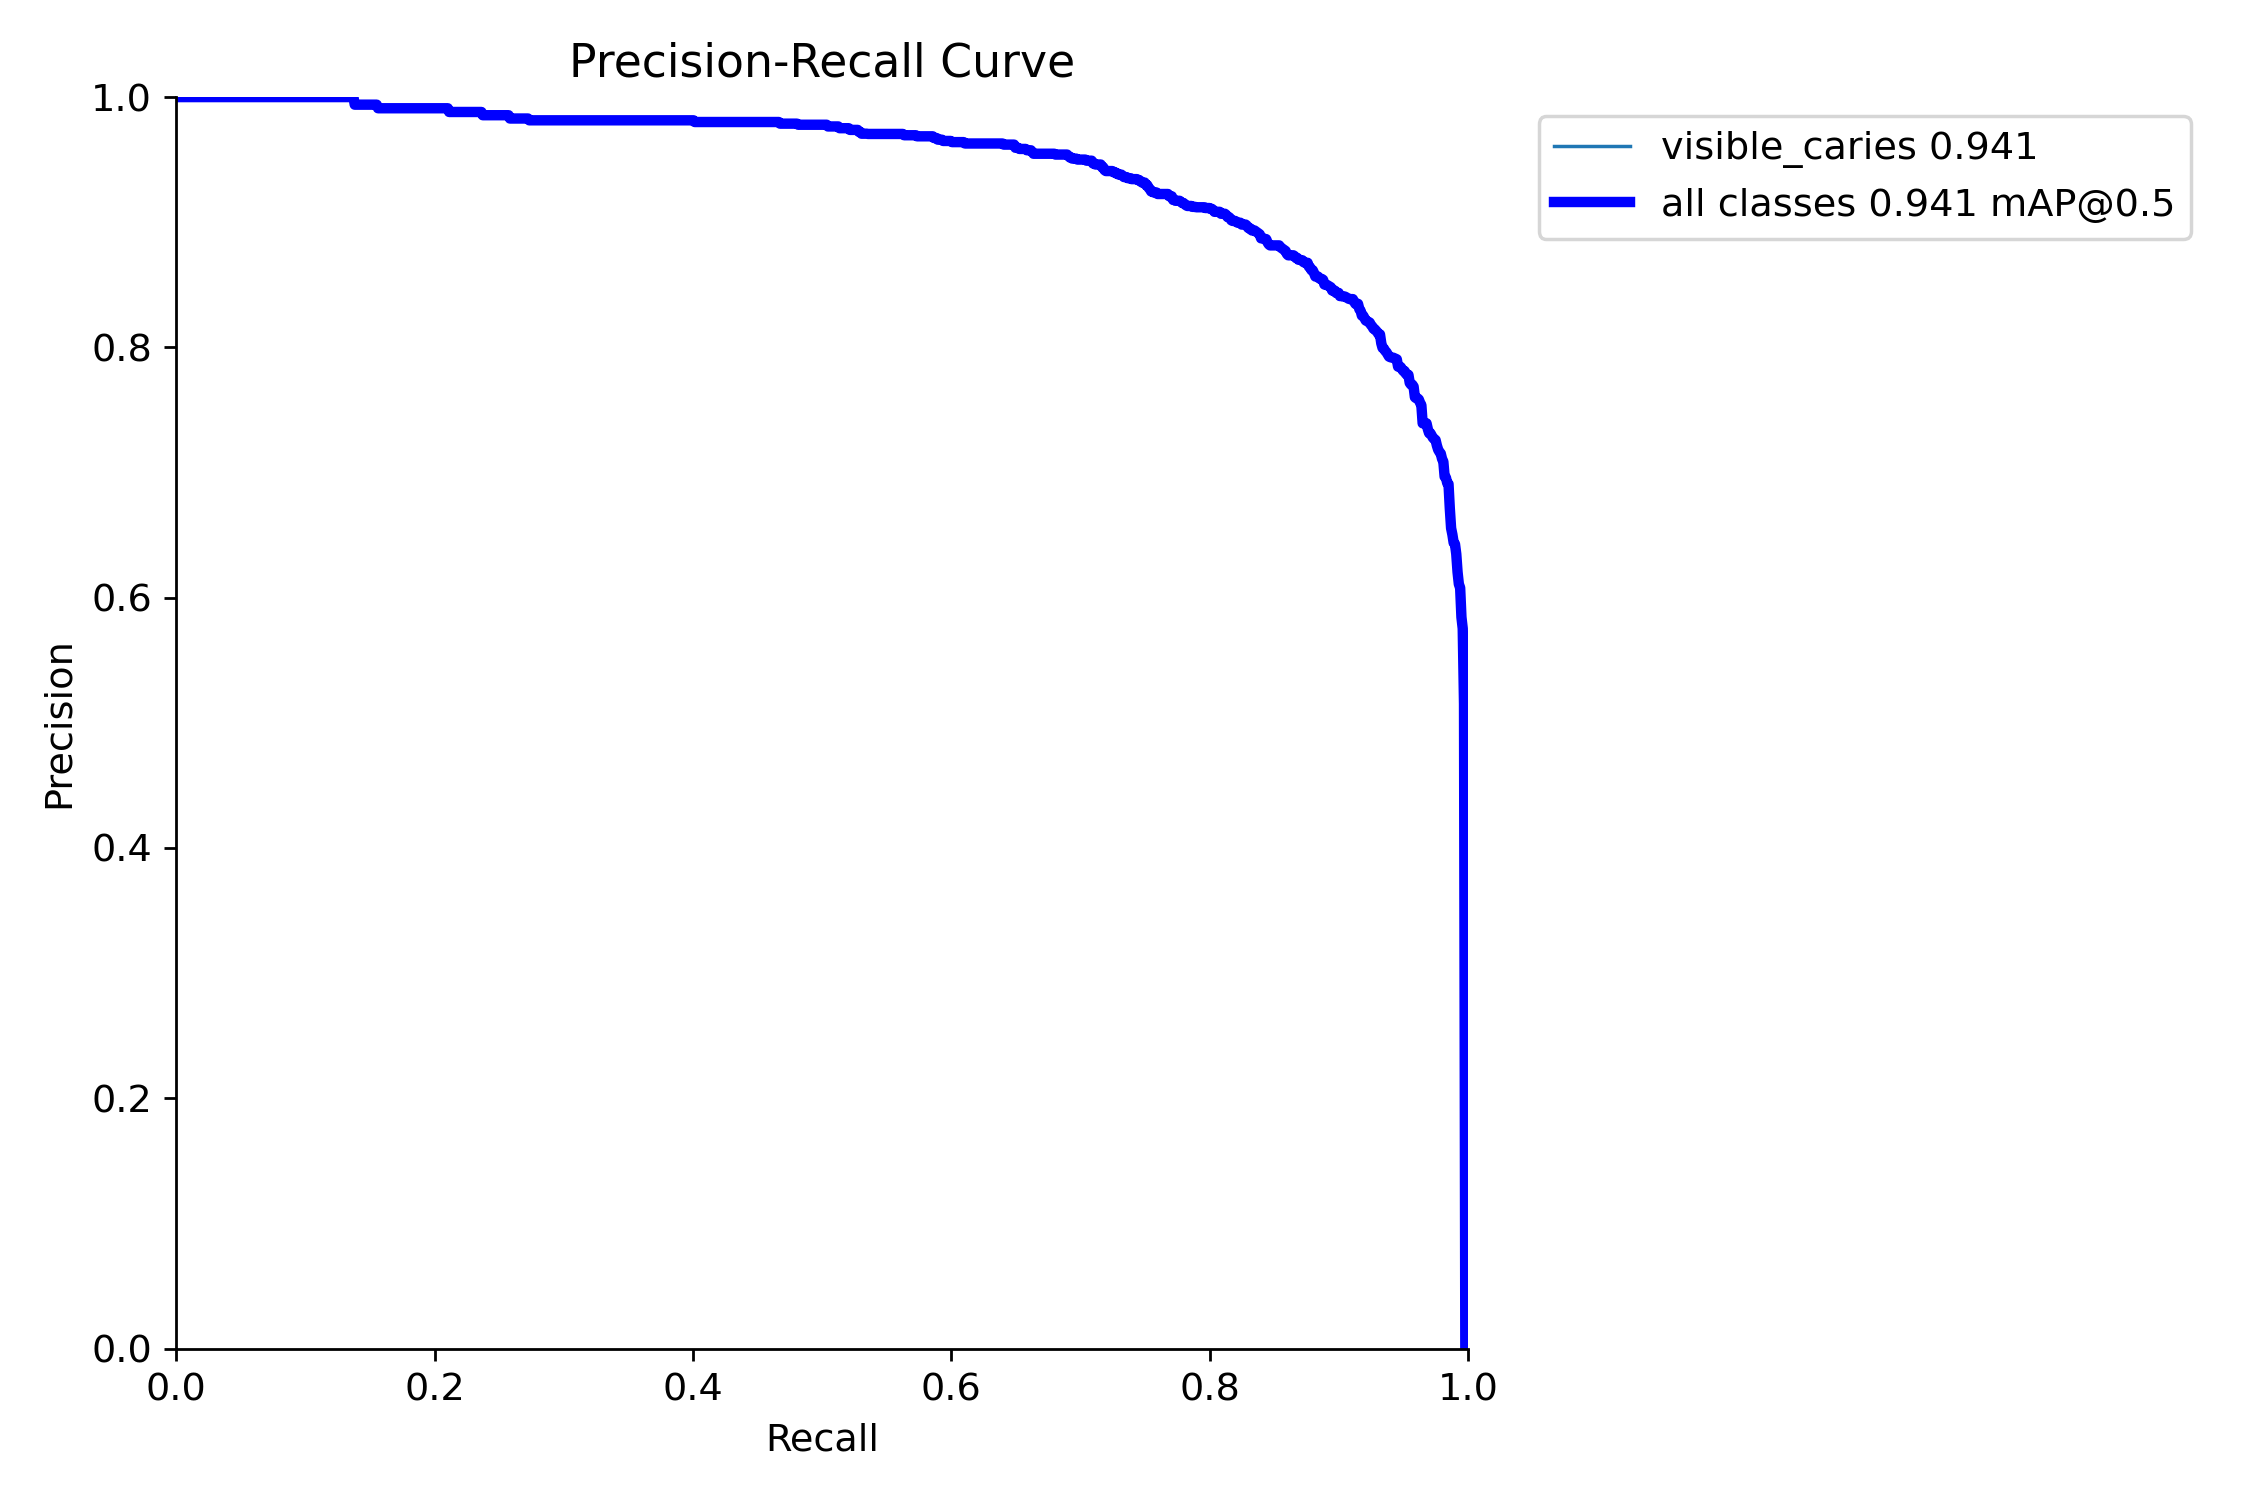 Precision-Recall Curve
visible_caries 0.941
all classes 0.941 mAP@0.5
1.0
0.8
0.6
0.4
0.2
0.0
Precision
0.0 0.2 0.4 0.6 0.8 1.0
Recall